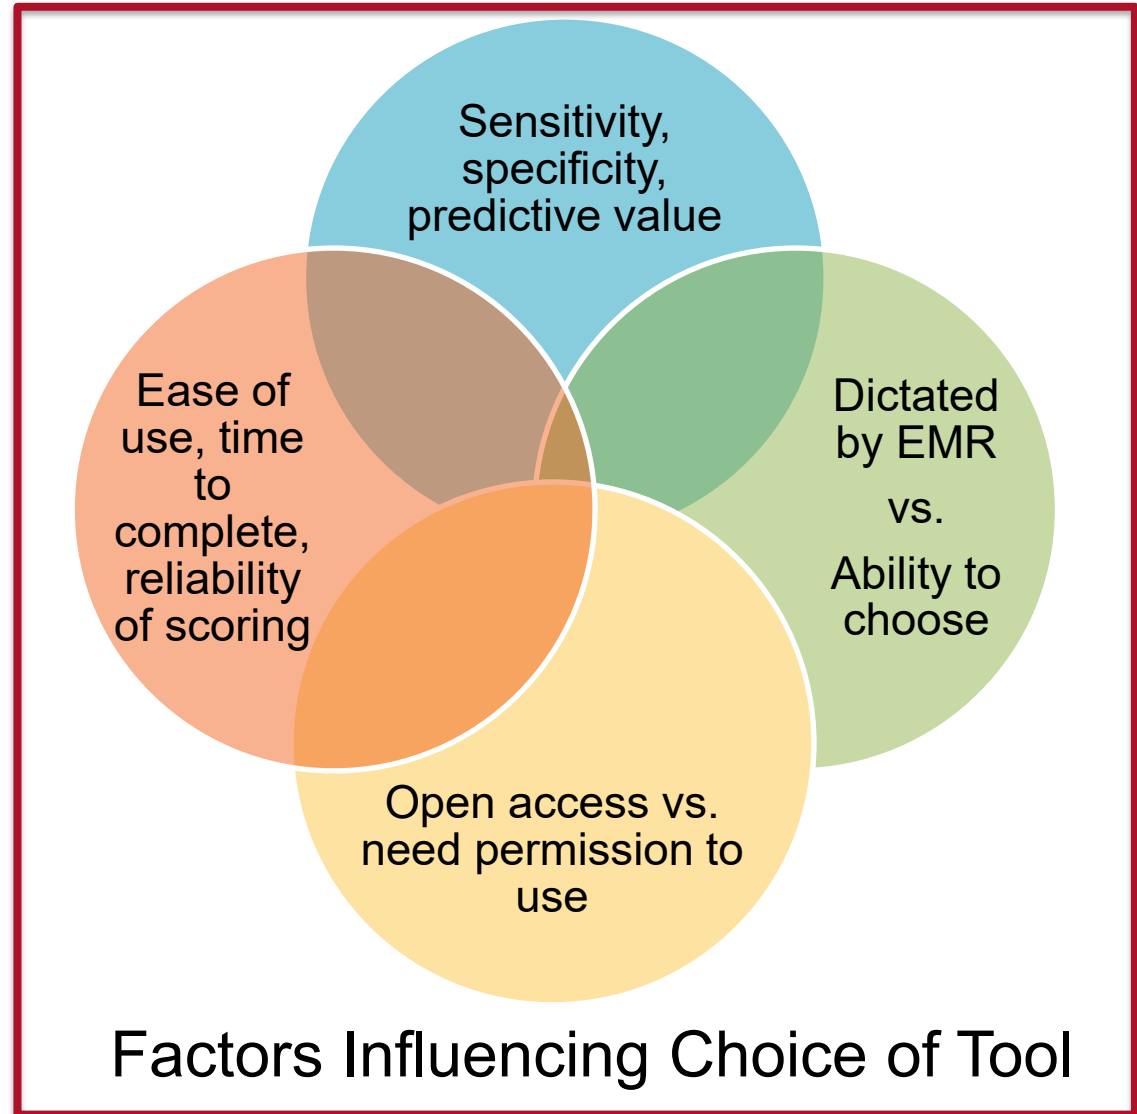 Sensitivity,
specificity,
predictive value
Ease of
use, time
to
complete,
reliability
of scoring
Dictated
by EMR
vs.
Ability to
choose
Open access vs.
need permission to
use
Factors Influencing Choice of Tool